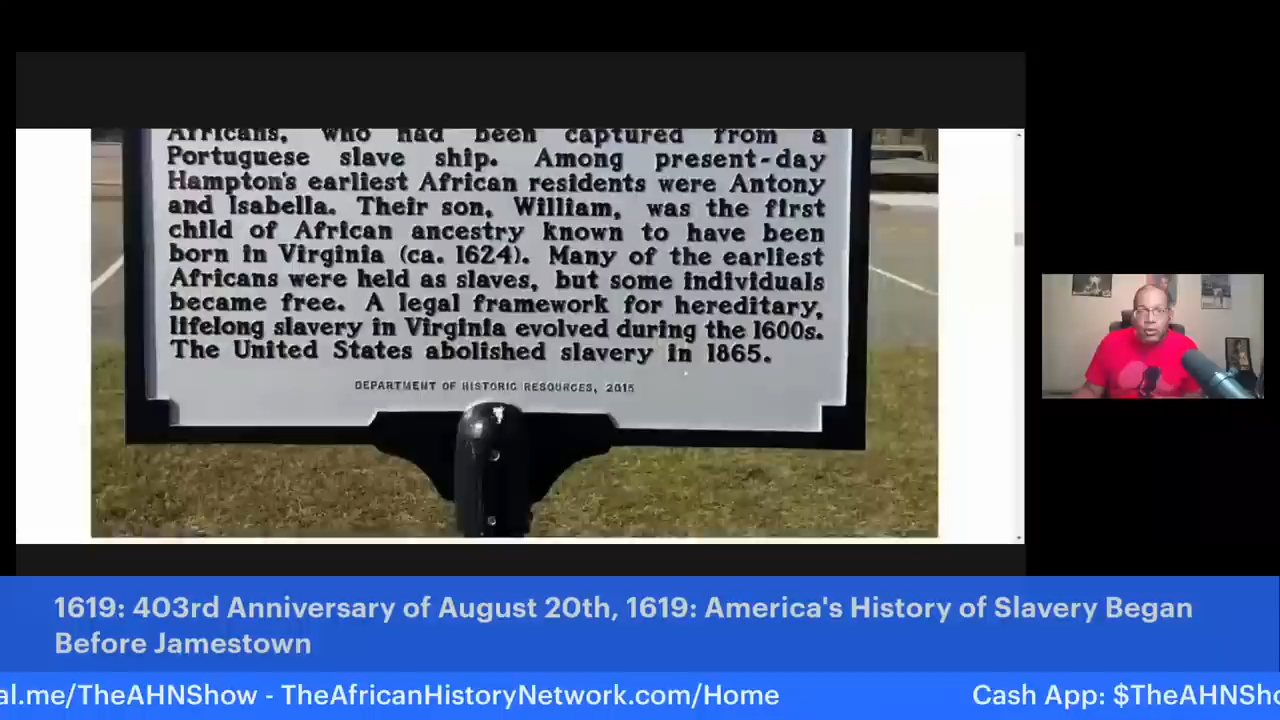 Africans, who had been captured from a
Portuguese slave ship. Among present-day
Hampton's earliest African residents were Antony
and Isabella. Their son, William, was the first
child of African ancestry known to have been
born in Virginia (ca. 1624). Many of the earliest
Africans were held as slaves, but some individuals
became free. A legal framework for hereditary,
lifelong slavery in Virginia evolved during the 1600s.
The United States abolished slavery in 1865.
DEPARTMENT OF HISTORIC RESOURCES, 2015
1619: 403rd Anniversary of August 20th, 1619: America's History of Slavery Began
Before Jamestown
al.me/TheAHNShow - TheAfricanHistoryNetwork.com/Home Cash App: $TheAHNSho